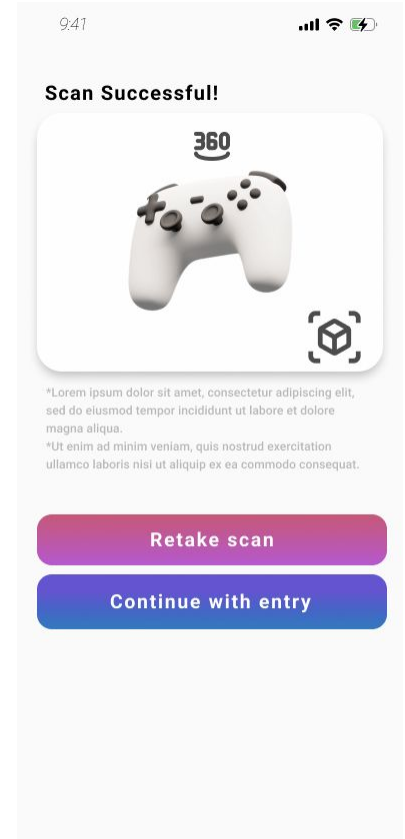 9:41
Scan Successful!
360
*Lorem ipsum dolor sit amet, consectetur adipiscing elit,
sed do eiusmod tempor incididunt ut labore et dolore
magna aliqua.
*Ut enim ad minim veniam, quis nostrud exercitation
ullamco laboris nisi ut aliquip ex ea commodo consequat.
Retake scan
Continue with entry